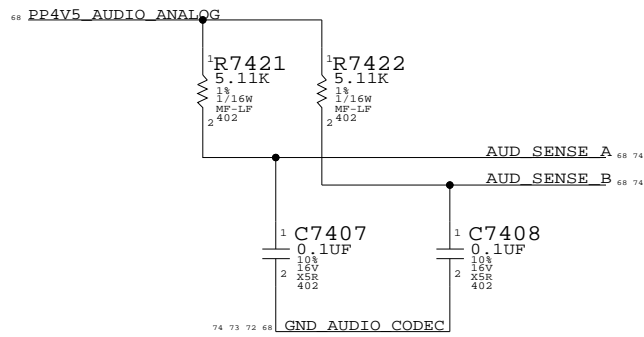 68 PP4V5_AUDIO_ANALOG
1 R7421
5.11K
1%
1/16W
MF-LF
2 402
1 R7422
5.11K
1%
1/16W
MF-LF
2 402
AUD_SENSE_A 68 74
AUD_SENSE_B 68 74
1 C7407
0.1UF
10%
2 16V
X5R
402
1 C7408
0.1UF
10%
2 16V
X5R
402
74 73 72 68 GND_AUDIO_CODEC